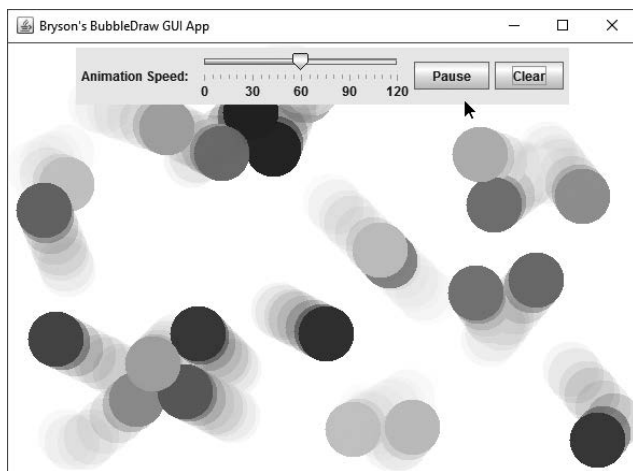 Bryson's BubbleDraw GUI App
Animation Speed:
0 30 60 90 120
Pause
Clear